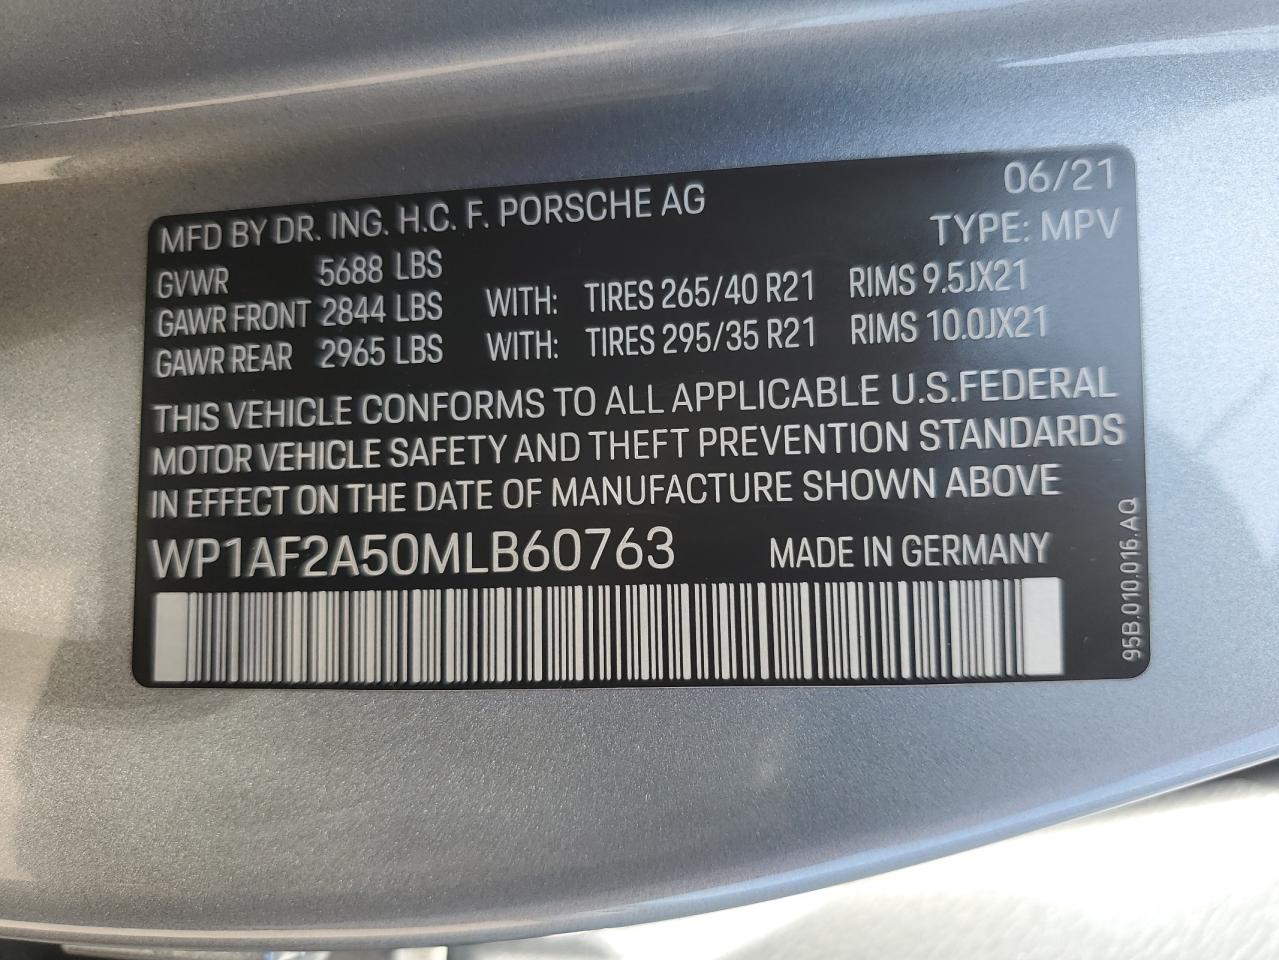 MFD BY DR. ING. H.C. F. PORSCHE AG 06/21
TYPE: MPV
GVWR 5688 LBS
GAWR FRONT 2844 LBS WITH: TIRES 265/40 R21 RIMS 9.5JX21
GAWR REAR 2965 LBS WITH: TIRES 295/35 R21 RIMS 10.0JX21
THIS VEHICLE CONFORMS TO ALL APPLICABLE U.S.FEDERAL
MOTOR VEHICLE SAFETY AND THEFT PREVENTION STANDARDS
IN EFFECT ON THE DATE OF MANUFACTURE SHOWN ABOVE
WP1AF2A50MLB60763 MADE IN GERMANY
95B.010.016.AQ